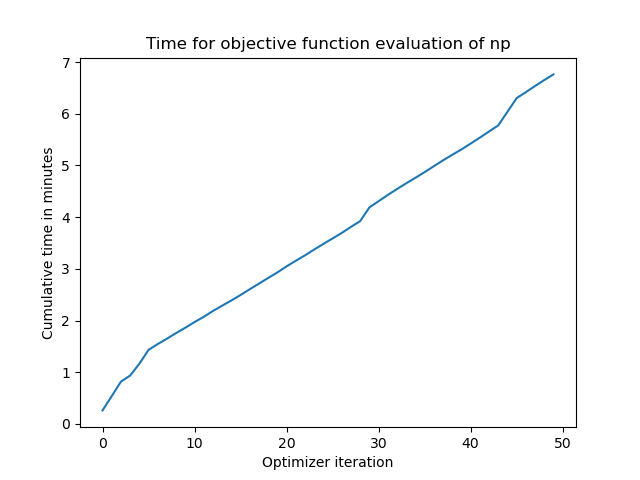 Time for objective function evaluation of np
7
6
5
4
3
2
1
0
Cumulative time in minutes
0 10 20 30 40 50
Optimizer iteration